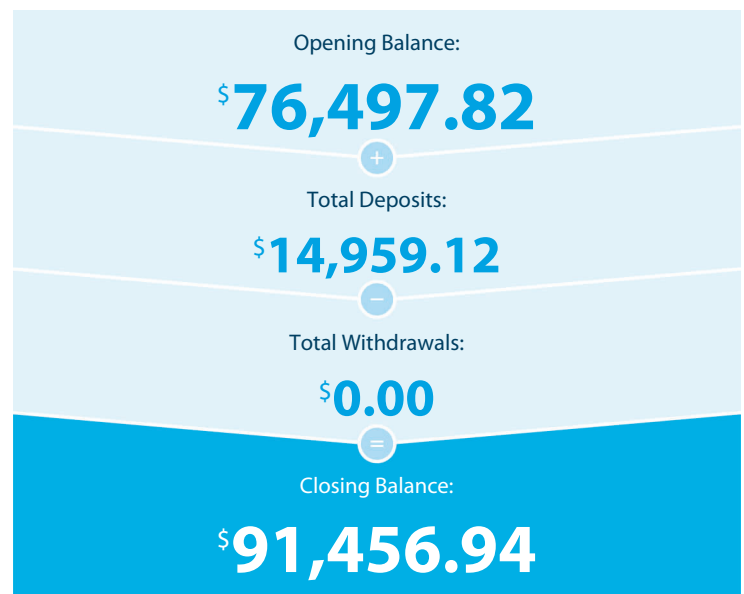 Opening Balance:
$76,497.82
+
Total Deposits:
$14,959.12
−
Total Withdrawals:
$0.00
=
Closing Balance:
$91,456.94